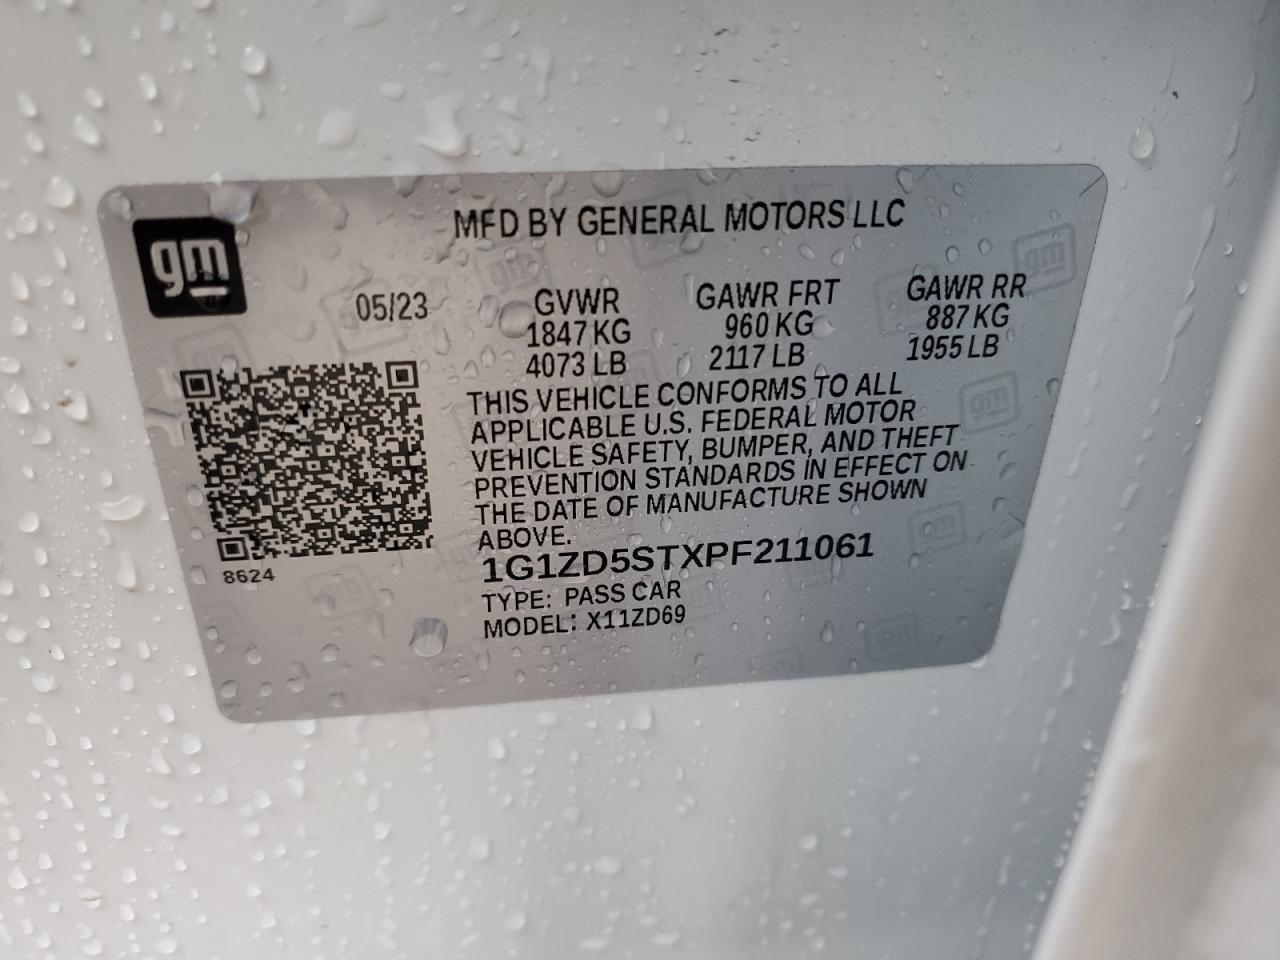 gm
MFD BY GENERAL MOTORS LLC
05/23
GVWR GAWR FRT GAWR RR
1847 KG 960 KG 887 KG
4073 LB 2117 LB 1955 LB
THIS VEHICLE CONFORMS TO ALL
APPLICABLE U.S. FEDERAL MOTOR
VEHICLE SAFETY, BUMPER, AND THEFT
PREVENTION STANDARDS IN EFFECT ON
THE DATE OF MANUFACTURE SHOWN
ABOVE.
8624
1G1ZD5STXPF211061
TYPE: PASS CAR
MODEL: X11ZD69